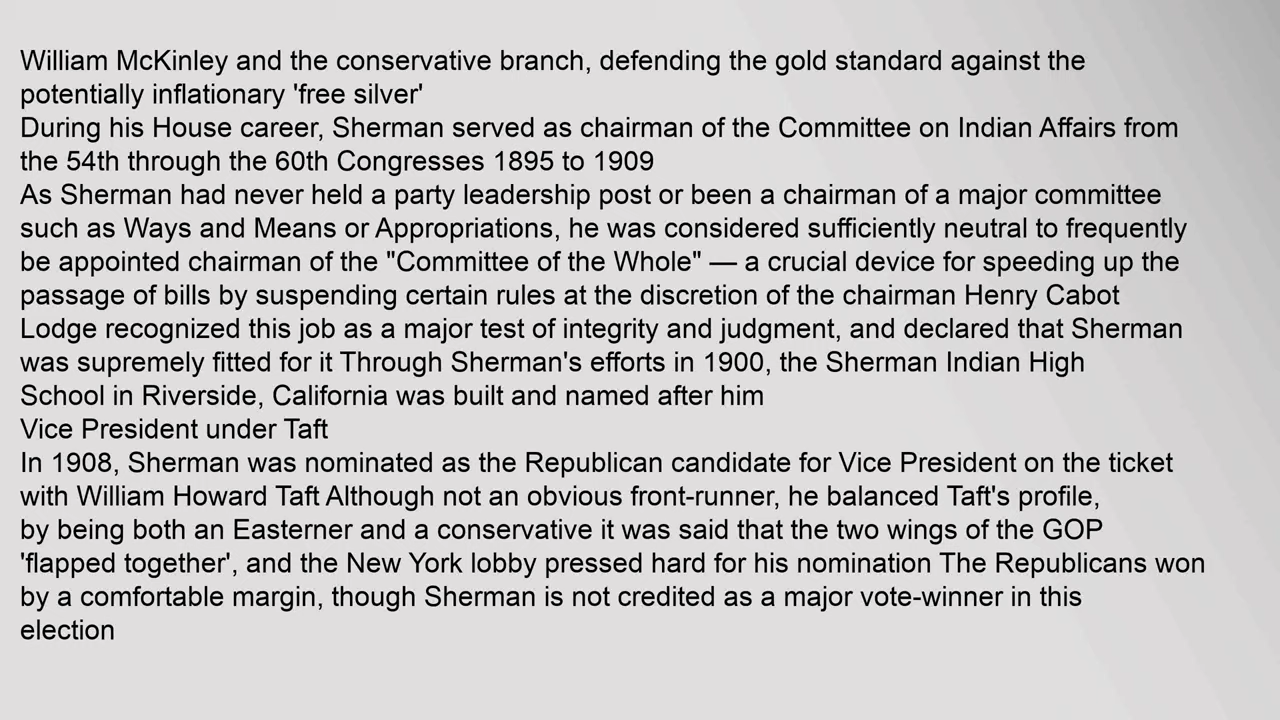 William McKinley and the conservative branch, defending the gold standard against the
potentially inflationary 'free silver'
During his House career, Sherman served as chairman of the Committee on Indian Affairs from
the 54th through the 60th Congresses 1895 to 1909
As Sherman had never held a party leadership post or been a chairman of a major committee
such as Ways and Means or Appropriations, he was considered sufficiently neutral to frequently
be appointed chairman of the "Committee of the Whole" — a crucial device for speeding up the
passage of bills by suspending certain rules at the discretion of the chairman Henry Cabot
Lodge recognized this job as a major test of integrity and judgment, and declared that Sherman
was supremely fitted for it Through Sherman's efforts in 1900, the Sherman Indian High
School in Riverside, California was built and named after him
Vice President under Taft
In 1908, Sherman was nominated as the Republican candidate for Vice President on the ticket
with William Howard Taft Although not an obvious front-runner, he balanced Taft's profile,
by being both an Easterner and a conservative it was said that the two wings of the GOP
'flapped together', and the New York lobby pressed hard for his nomination The Republicans won
by a comfortable margin, though Sherman is not credited as a major vote-winner in this
election